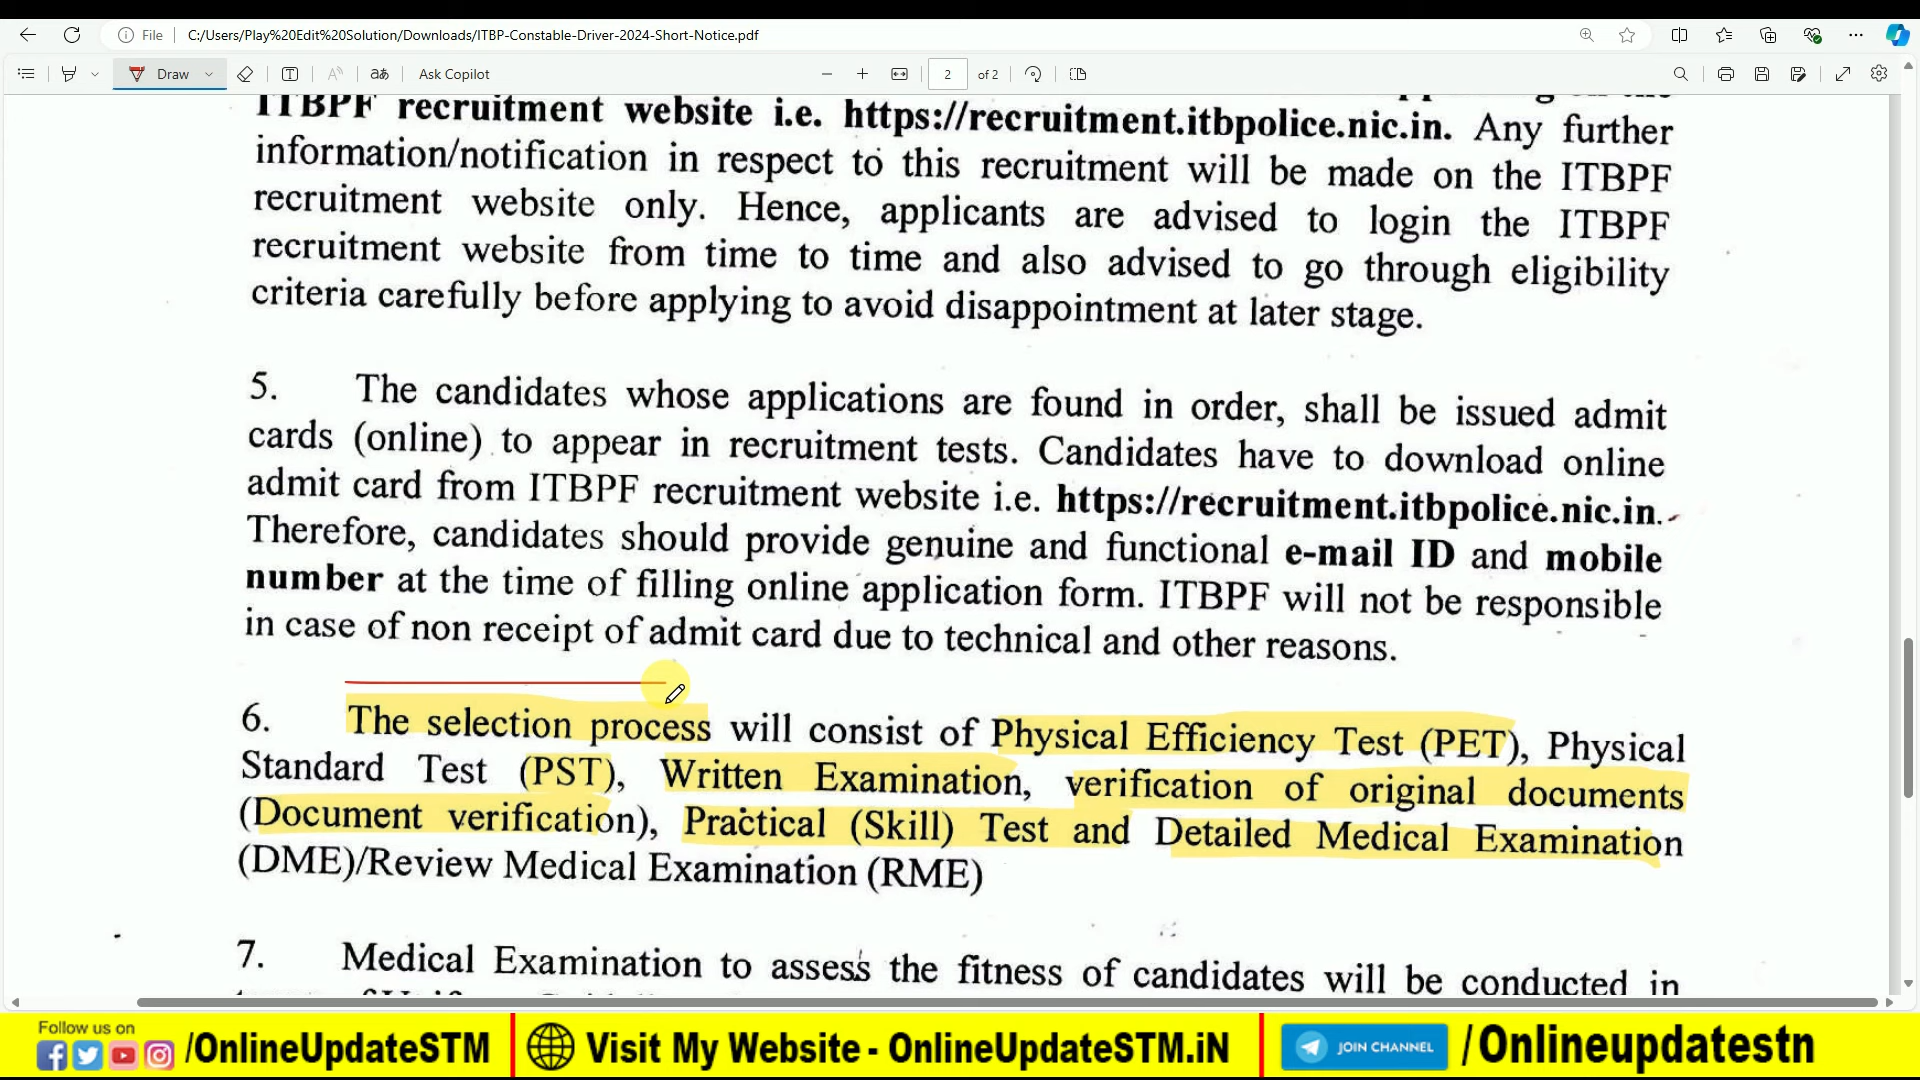 File
C:/Users/Play%20Edit%20Solution/Downloads/ITBP-Constable-Driver-2024-Short-Notice.pdf
Draw
aあ
Ask Copilot
2
of 2
ITBPF recruitment website i.e. https://recruitment.itbpolice.nic.in. Any further
information/notification in respect to this recruitment will be made on the ITBPF
recruitment website only. Hence, applicants are advised to login the ITBPF
recruitment website from time to time and also advised to go through eligibility
criteria carefully before applying to avoid disappointment at later stage.
5. The candidates whose applications are found in order, shall be issued admit
cards (online) to appear in recruitment tests. Candidates have to download online
admit card from ITBPF recruitment website i.e. https://recruitment.itbpolice.nic.in.
Therefore, candidates should provide genuine and functional e-mail ID and mobile
number at the time of filling online application form. ITBPF will not be responsible
in case of non receipt of admit card due to technical and other reasons.
6. The selection process will consist of Physical Efficiency Test (PET), Physical
Standard Test (PST), Written Examination, verification of original documents
(Document verification), Practical (Skill) Test and Detailed Medical Examination
(DME)/Review Medical Examination (RME)
7. Medical Examination to assess the fitness of candidates will be conducted in
Follow us on
/OnlineUpdateSTM
Visit My Website - OnlineUpdateSTM.iN
JOIN CHANNEL
/Onlineupdatestn